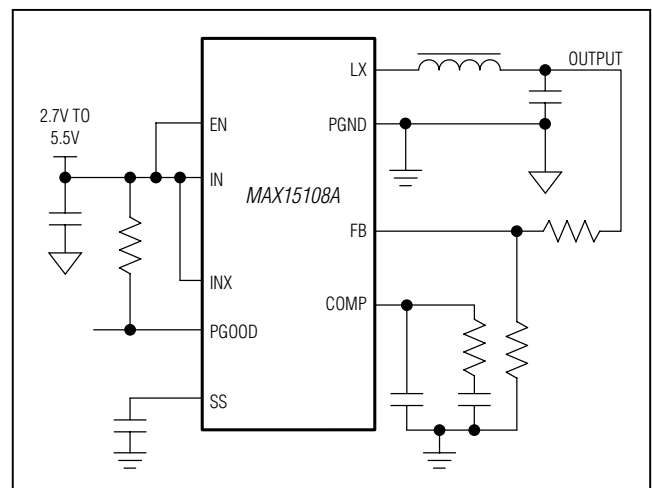 LX
OUTPUT
2.7V TO
5.5V
EN
PGND
IN
MAX15108A
FB
INX
COMP
PGOOD
SS